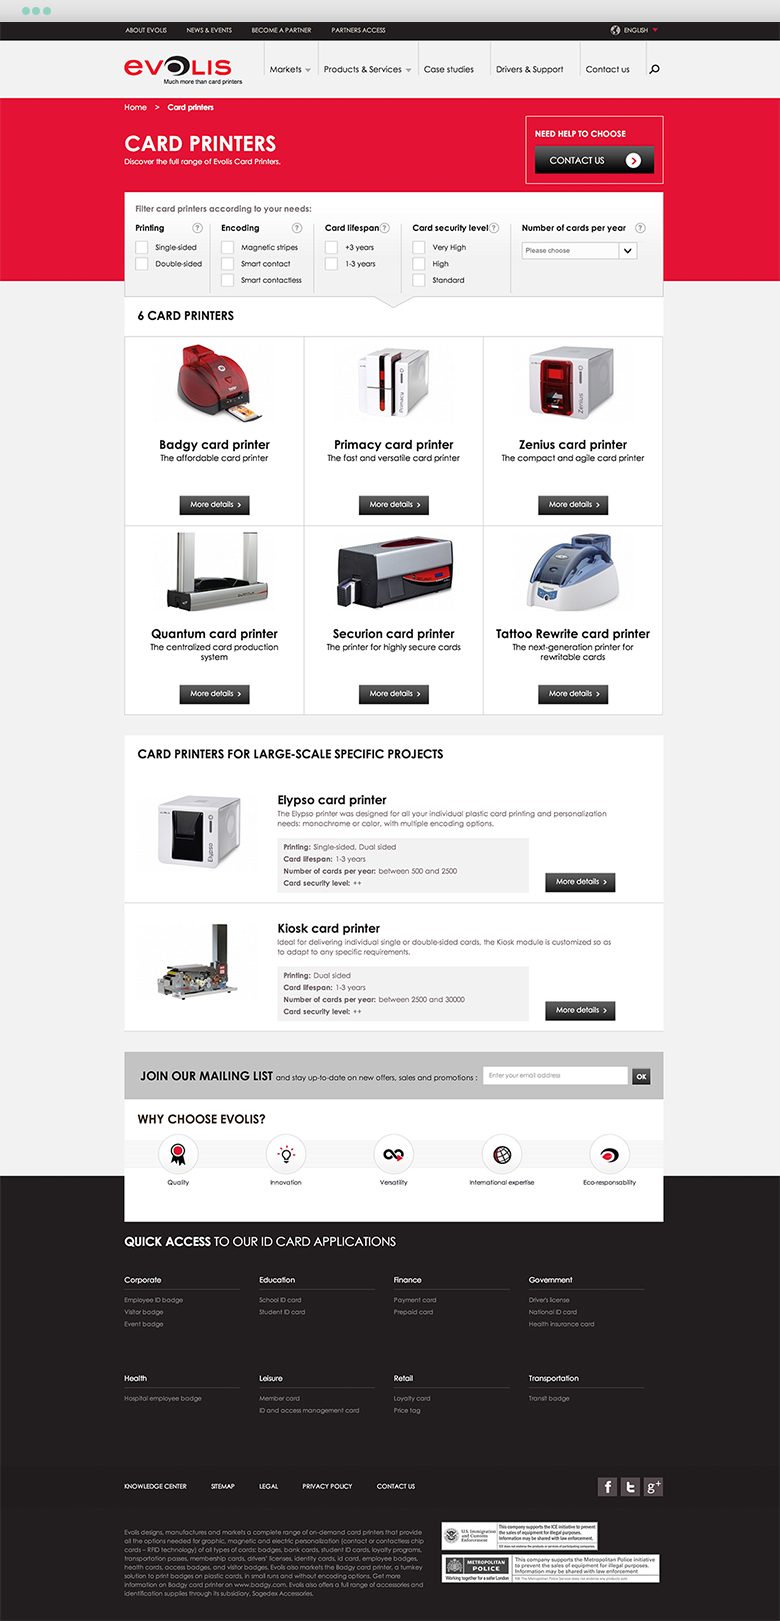 ABOUT EVOLIS NEWS & EVENTS BECOME A PARTNER PARTNERS ACCESS ENGLISH
evOLIS
Much more than card printers
Markets Products & Services Case studies Drivers & Support Contact us
Home > Card printers
CARD PRINTERS
Discover the full range of Evolis Card Printers.
NEED HELP TO CHOOSE
CONTACT US
Filter card printers according to your needs:
Printing ? Encoding ? Card lifespan ? Card security level ? Number of cards per year ?
Single-sided Magnetic stripes +3 years Very High Please choose
Double-sided Smart contact 1-3 years High
Smart contactless Standard
6 CARD PRINTERS
Primacy
Zenius
Badgy card printer
The affordable card printer
More details
Primacy card printer
The fast and versatile card printer
More details
Zenius card printer
The compact and agile card printer
More details
Quantum card printer
The centralized card production
system
More details
Securion card printer
The printer for highly secure cards
More details
Tattoo Rewrite card printer
The next-generation printer for
rewritable cards
More details
CARD PRINTERS FOR LARGE-SCALE SPECIFIC PROJECTS
Elypso
Elypso card printer
The Elypso printer was designed for all your individual plastic card printing and personalization
needs: monochrome or color, with multiple encoding options.
Printing: Single-sided, Dual sided
Card lifespan: 1-3 years
Number of cards per year: between 500 and 2500
Card security level: ++
More details
Kiosk card printer
Ideal for delivering individual single or double-sided cards, the Kiosk module is customized so as
to adapt to any specific requirements.
Printing: Dual sided
Card lifespan: 1-3 years
Number of cards per year: between 2500 and 30000
Card security level: ++
More details
JOIN OUR MAILING LIST and stay up-to-date on new offers, sales and promotions : Enter your email address OK
WHY CHOOSE EVOLIS?
Quality Innovation Versatility International expertise Eco-responsability
QUICK ACCESS TO OUR ID CARD APPLICATIONS
Corporate
Employee ID badge
Visitor badge
Event badge
Education
School ID card
Student ID card
Finance
Payment card
Prepaid card
Government
Driver's license
National ID card
Health insurance card
Health
Hospital employee badge
Leisure
Member card
ID and access management card
Retail
Loyalty card
Price tag
Transportation
Transit badge
KNOWLEDGE CENTER SITEMAP LEGAL PRIVACY POLICY CONTACT US
f t g+
Evolis designs, manufactures and markets a complete range of on-demand card printers that provide
all the options needed for graphic, magnetic and electric personalization (contact or contactless chip
cards – RFID technology) of all types of cards: badges, bank cards, student ID cards, loyalty programs,
transportation passes, membership cards, drivers' licenses, identity cards, id card, employee badges,
health cards, access badges, and visitor badges. Evolis also markets the Badgy card printer, a turnkey
solution to print badges on plastic cards, in small runs and without encoding options. Get more
information on Badgy card printer on www.badgy.com. Evolis also offers a full range of accessories and
identification supplies through its subsidiary, Sogedex Accessories.
U.S. Immigration
and Customs
Enforcement
This company supports the ICE initiative to prevent
the sales of equipment for illegal purposes.
Information may be shared with law enforcement.
ICE does not endorse the products or services of participating companies
METROPOLITAN
POLICE
Working together for a safer London
This company supports the Metropolitan Police initiative
to prevent the sales of equipment for illegal purposes.
Information may be shared with law enforcement
NB The Metropolitan Police Service does not endorse any products sold